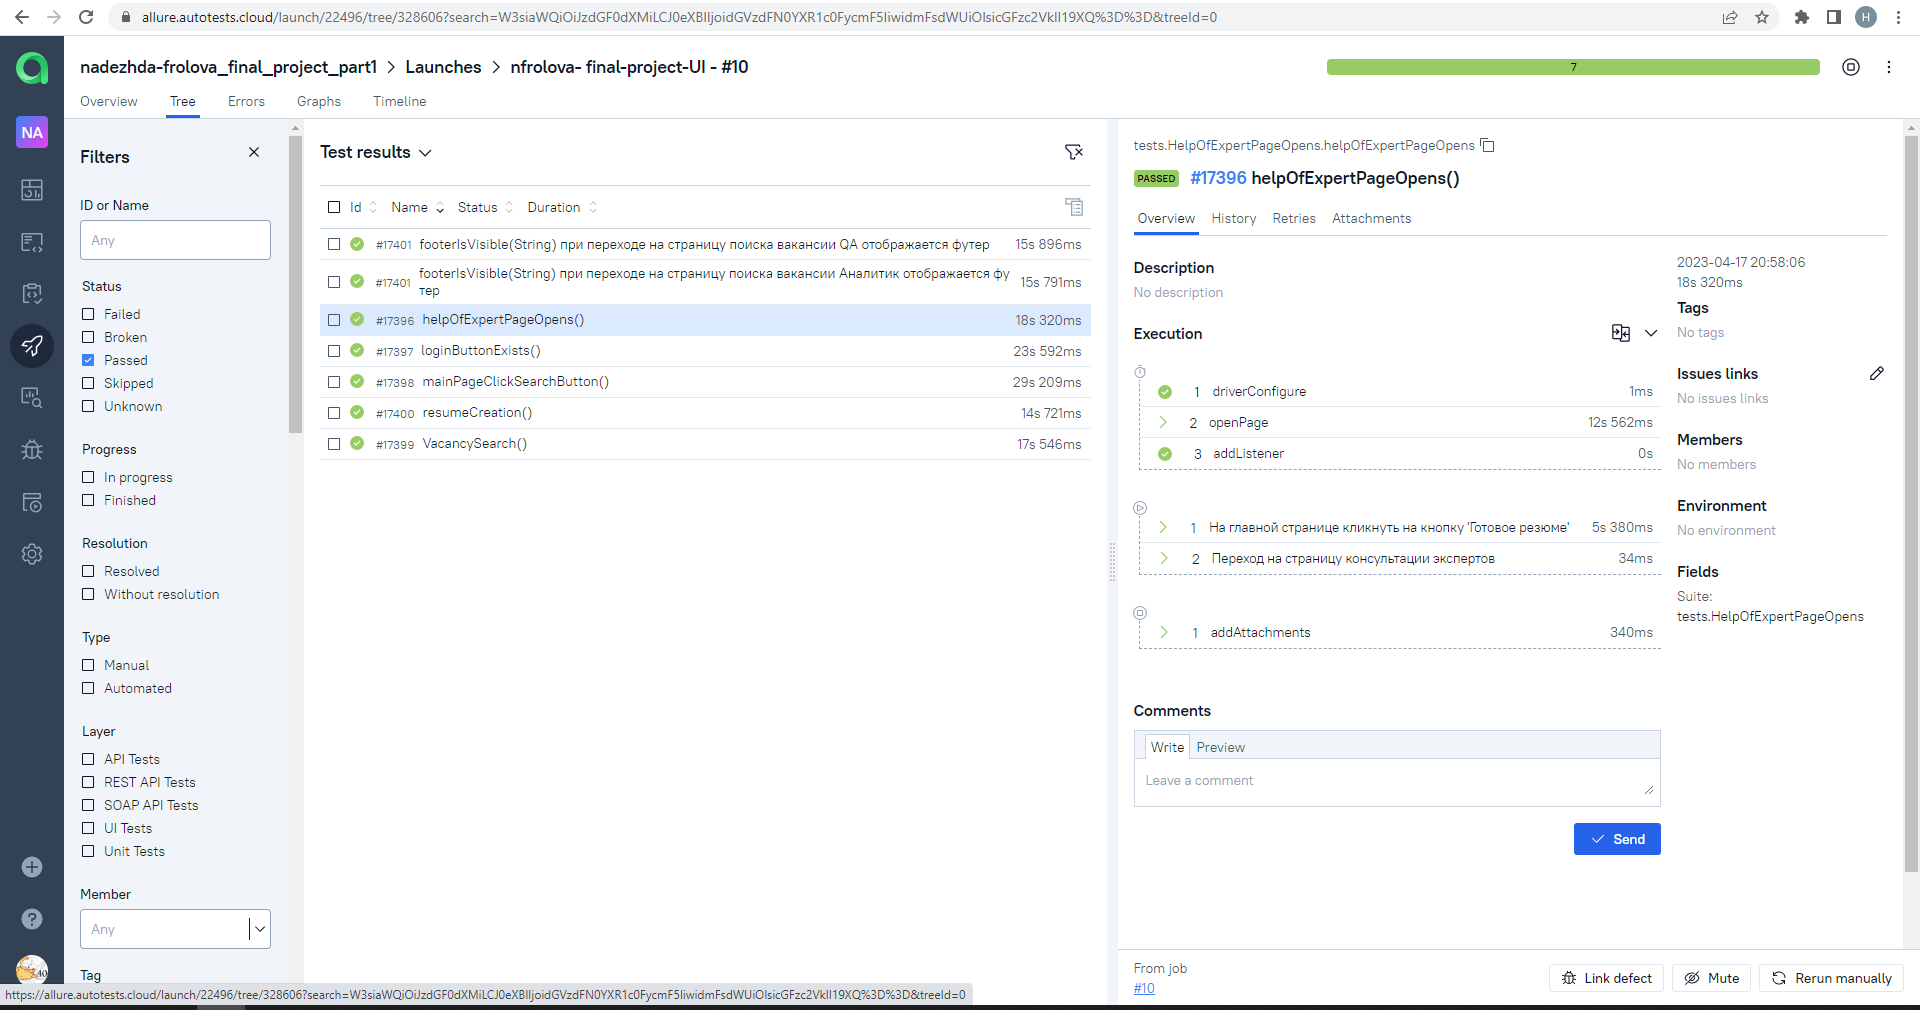 allure.autotests.cloud/launch/22496/tree/328606?search=W3siaWQiOiJzdGF0dXMiLCJ0eXBlIjoidGVzdFN0YXR1c0FycmF5IiwidmFsdWUiOlsicGFzc2VkIl19XQ%3D%3D&treeId=0
H
nadezhda-frolova_final_project_part1 > Launches > nfrolova- final-project-UI - #10
7
Overview Tree Errors Graphs Timeline
NA
Filters
ID or Name
Any
Status
Failed
Broken
Passed
Skipped
Unknown
Progress
In progress
Finished
Resolution
Resolved
Without resolution
Type
Manual
Automated
Layer
API Tests
REST API Tests
SOAP API Tests
UI Tests
Unit Tests
Member
Any
Tag
Test results
Id Name Status Duration
#17401 footerIsVisible(String) при переходе на страницу поиска вакансии QA отображается футер 15s 896ms
#17401 footerIsVisible(String) при переходе на страницу поиска вакансии Аналитик отображается фу
тер 15s 791ms
#17396 helpOfExpertPageOpens() 18s 320ms
#17397 loginButtonExists() 23s 592ms
#17398 mainPageClickSearchButton() 29s 209ms
#17400 resumeCreation() 14s 721ms
#17399 VacancySearch() 17s 546ms
tests.HelpOfExpertPageOpens.helpOfExpertPageOpens
PASSED #17396 helpOfExpertPageOpens()
Overview History Retries Attachments
Description
No description
Execution
1 driverConfigure 1ms
2 openPage 12s 562ms
3 addListener 0s
1 На главной странице кликнуть на кнопку 'Готовое резюме' 5s 380ms
2 Переход на страницу консультации экспертов 34ms
1 addAttachments 340ms
Comments
Write Preview
Leave a comment
Send
2023-04-17 20:58:06
18s 320ms
Tags
No tags
Issues links
No issues links
Members
No members
Environment
No environment
Fields
Suite:
tests.HelpOfExpertPageOpens
From job
#10
Link defect Mute Rerun manually
https://allure.autotests.cloud/launch/22496/tree/328606?search=W3siaWQiOiJzdGF0dXMiLCJ0eXBlIjoidGVzdFN0YXR1c0FycmF5IiwidmFsdWUiOlsicGFzc2VkIl19XQ%3D%3D&treeId=0